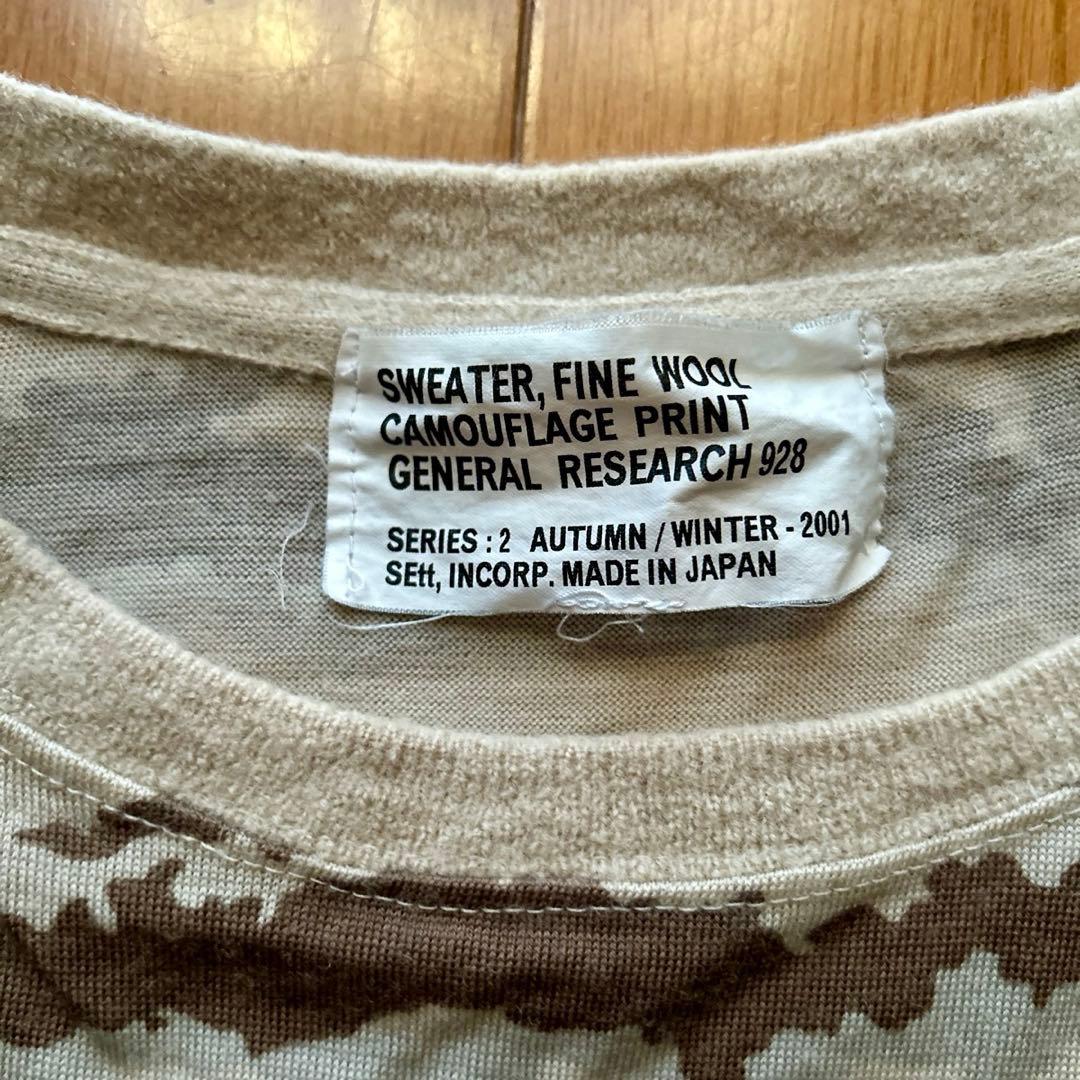 SWEATER, FINE WOOL
CAMOUFLAGE PRINT
GENERAL RESEARCH 928
SERIES : 2 AUTUMN / WINTER - 2001
SEtt, INCORP. MADE IN JAPAN